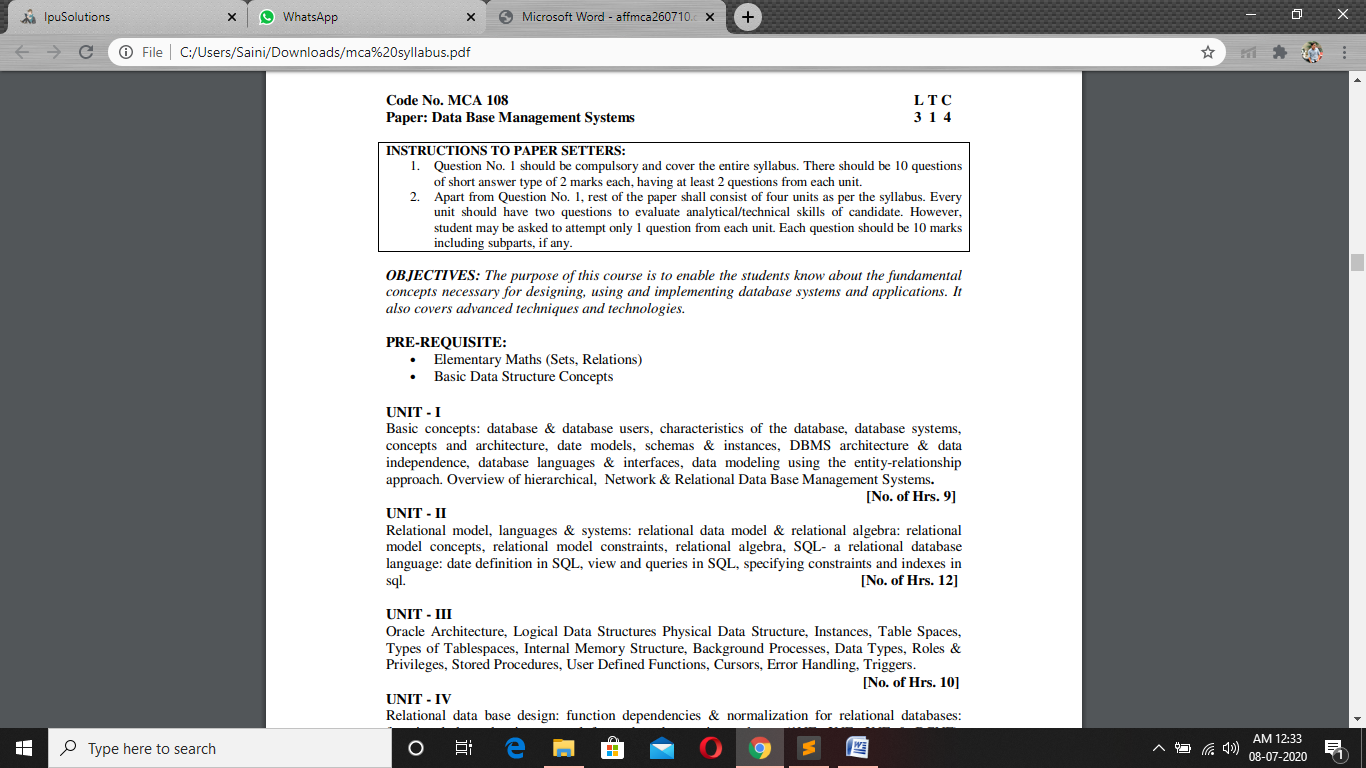 IpuSolutions
WhatsApp
Microsoft Word - affmca260710.
File
C:/Users/Saini/Downloads/mca%20syllabus.pdf
Code No. MCA 108 L T C
Paper: Data Base Management Systems 3 1 4
INSTRUCTIONS TO PAPER SETTERS:
1. Question No. 1 should be compulsory and cover the entire syllabus. There should be 10 questions
of short answer type of 2 marks each, having at least 2 questions from each unit.
2. Apart from Question No. 1, rest of the paper shall consist of four units as per the syllabus. Every
unit should have two questions to evaluate analytical/technical skills of candidate. However,
student may be asked to attempt only 1 question from each unit. Each question should be 10 marks
including subparts, if any.
OBJECTIVES: The purpose of this course is to enable the students know about the fundamental
concepts necessary for designing, using and implementing database systems and applications. It
also covers advanced techniques and technologies.
PRE-REQUISITE:
• Elementary Maths (Sets, Relations)
• Basic Data Structure Concepts
UNIT - I
Basic concepts: database & database users, characteristics of the database, database systems,
concepts and architecture, date models, schemas & instances, DBMS architecture & data
independence, database languages & interfaces, data modeling using the entity-relationship
approach. Overview of hierarchical, Network & Relational Data Base Management Systems.
[No. of Hrs. 9]
UNIT - II
Relational model, languages & systems: relational data model & relational algebra: relational
model concepts, relational model constraints, relational algebra, SQL- a relational database
language: date definition in SQL, view and queries in SQL, specifying constraints and indexes in
sql. [No. of Hrs. 12]
UNIT - III
Oracle Architecture, Logical Data Structures Physical Data Structure, Instances, Table Spaces,
Types of Tablespaces, Internal Memory Structure, Background Processes, Data Types, Roles &
Privileges, Stored Procedures, User Defined Functions, Cursors, Error Handling, Triggers.
[No. of Hrs. 10]
UNIT - IV
Relational data base design: function dependencies & normalization for relational databases:
Type here to search
AM 12:33
08-07-2020
1